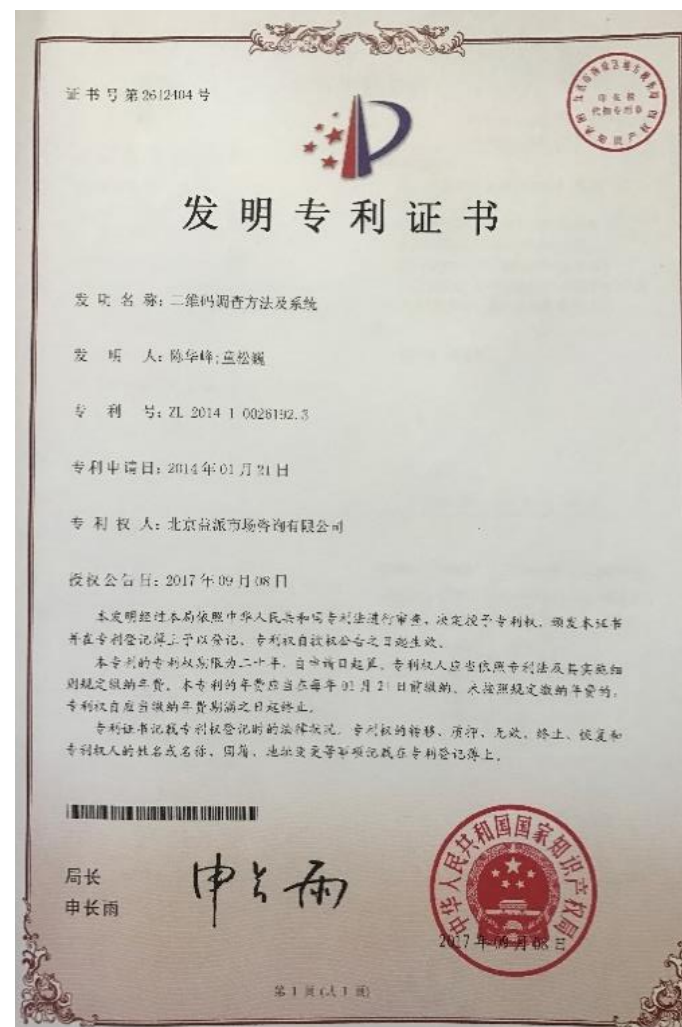 证书号第2612404号
印花税
代扣专用章
发明专利证书
发明名称：二维码调查方法及系统
发明人：陈华峰;童松巍
专利号：ZL 2014 1 0026192.3
专利申请日：2014年01月21日
专利权人：北京益派市场咨询有限公司
授权公告日：2017年09月08日
本发明经过本局依照中华人民共和国专利法进行审查，决定授予专利权，颁发本证书
并在专利登记簿上予以登记。专利权自授权公告之日起生效。
本专利的专利权期限为二十年，自申请日起算。专利权人应当依照专利法及其实施细
则规定缴纳年费。本专利的年费应当在每年01月21日前缴纳。未按照规定缴纳年费的，
专利权自应当缴纳年费期满之日起终止。
专利证书记载专利权登记时的法律状况。专利权的转移、质押、无效、终止、恢复和
专利权人的姓名或名称、国籍、地址变更等事项记载在专利登记簿上。
局长
申长雨
申长雨
中华人民共和国国家知识产权局
2017年09月08日
第1页(共1页)